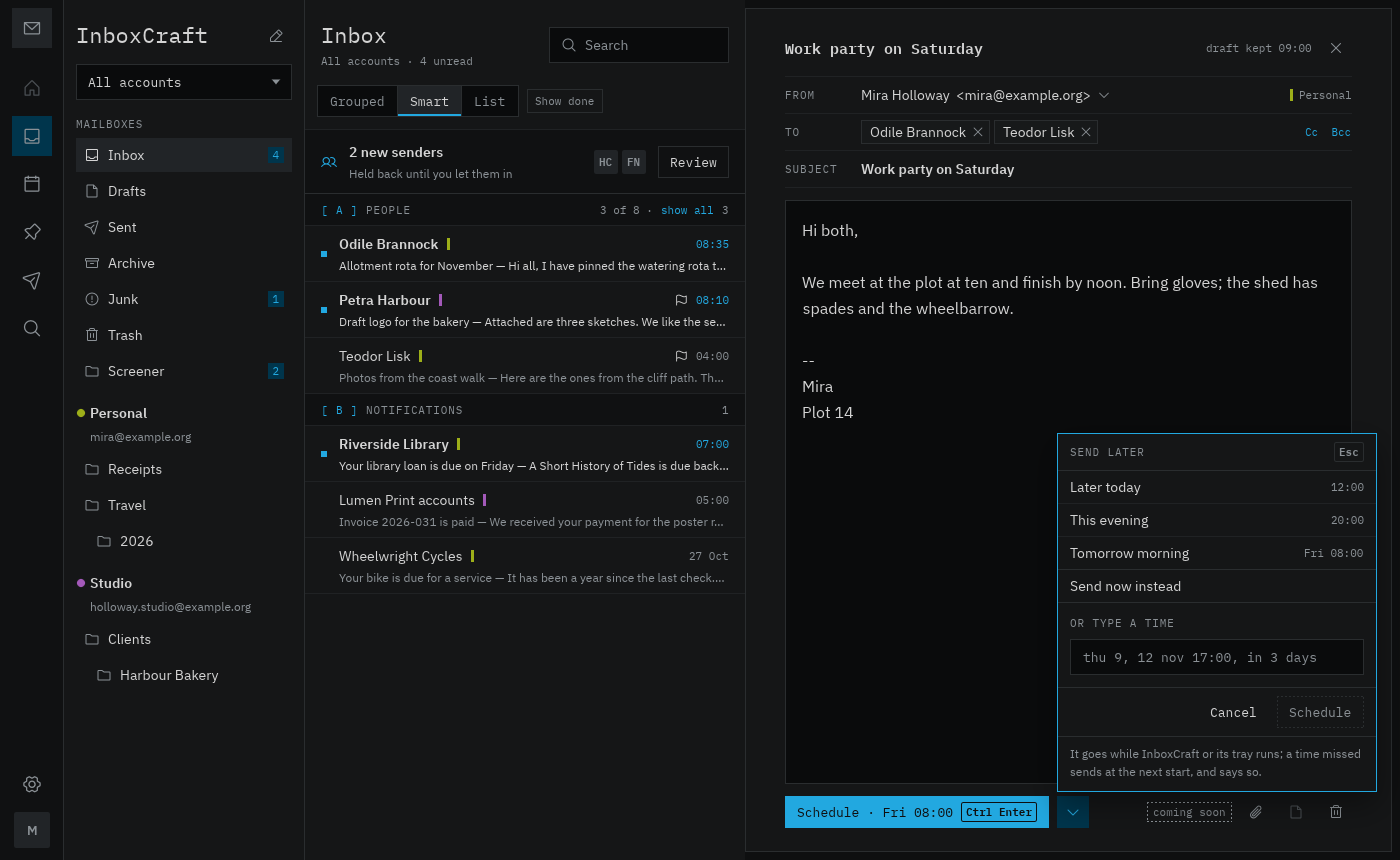 InboxCraft
All accounts
MAILBOXES
Inbox 4
Drafts
Sent
Archive
Junk 1
Trash
Screener 2
Personal
mira@example.org
Receipts
Travel
2026
Studio
holloway.studio@example.org
Clients
Harbour Bakery
M
Inbox
All accounts · 4 unread
Search
Grouped Smart List Show done
2 new senders
Held back until you let them in
HC FN Review
[ A ] PEOPLE 3 of 8 · show all 3
Odile Brannock 08:35
Allotment rota for November — Hi all, I have pinned the watering rota t…
Petra Harbour 08:10
Draft logo for the bakery — Attached are three sketches. We like the se…
Teodor Lisk 04:00
Photos from the coast walk — Here are the ones from the cliff path. Th…
[ B ] NOTIFICATIONS 1
Riverside Library 07:00
Your library loan is due on Friday — A Short History of Tides is due back…
Lumen Print accounts 05:00
Invoice 2026-031 is paid — We received your payment for the poster r…
Wheelwright Cycles 27 Oct
Your bike is due for a service — It has been a year since the last check.…
Work party on Saturday draft kept 09:00
FROM Mira Holloway <mira@example.org> Personal
TO Odile Brannock Teodor Lisk Cc Bcc
SUBJECT Work party on Saturday
Hi both,
We meet at the plot at ten and finish by noon. Bring gloves; the shed has
spades and the wheelbarrow.
--
Mira
Plot 14
SEND LATER Esc
Later today 12:00
This evening 20:00
Tomorrow morning Fri 08:00
Send now instead
OR TYPE A TIME
thu 9, 12 nov 17:00, in 3 days
Cancel Schedule
It goes while InboxCraft or its tray runs; a time missed
sends at the next start, and says so.
Schedule · Fri 08:00 Ctrl Enter coming soon